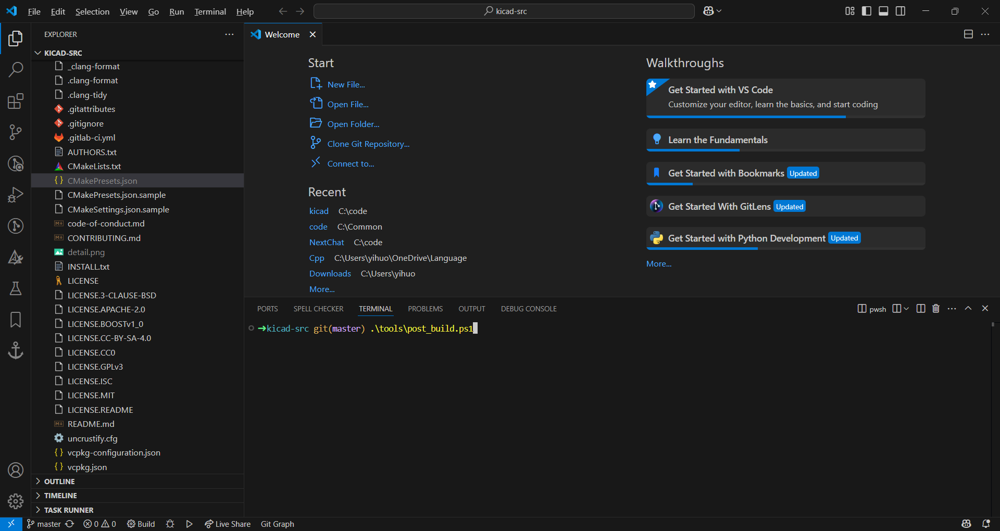 File Edit Selection View Go Run Terminal Help
kicad-src
EXPLORER
KICAD-SRC
_clang-format
.clang-format
.clang-tidy
.gitattributes
.gitignore
.gitlab-ci.yml
AUTHORS.txt
CMakeLists.txt
CMakePresets.json
CMakePresets.json.sample
CMakeSettings.json.sample
code-of-conduct.md
CONTRIBUTING.md
detail.png
INSTALL.txt
LICENSE
LICENSE.3-CLAUSE-BSD
LICENSE.APACHE-2.0
LICENSE.BOOSTv1_0
LICENSE.CC-BY-SA-4.0
LICENSE.CC0
LICENSE.GPLv3
LICENSE.ISC
LICENSE.MIT
LICENSE.README
README.md
uncrustify.cfg
vcpkg-configuration.json
vcpkg.json
OUTLINE
TIMELINE
TASK RUNNER
Welcome
Start
New File...
Open File...
Open Folder...
Clone Git Repository...
Connect to...
Recent
kicad C:\code
code C:\Common
NextChat C:\code
Cpp C:\Users\yihuo\OneDrive\Language
Downloads C:\Users\yihuo
More...
Walkthroughs
Get Started with VS Code
Customize your editor, learn the basics, and start coding
Learn the Fundamentals
Get Started with Bookmarks Updated
Get Started With GitLens Updated
Get Started with Python Development Updated
More...
PORTS SPELL CHECKER TERMINAL PROBLEMS OUTPUT DEBUG CONSOLE
pwsh
➜kicad-src git(master) .\tools\post_build.ps1
master 0 0 Build Live Share Git Graph